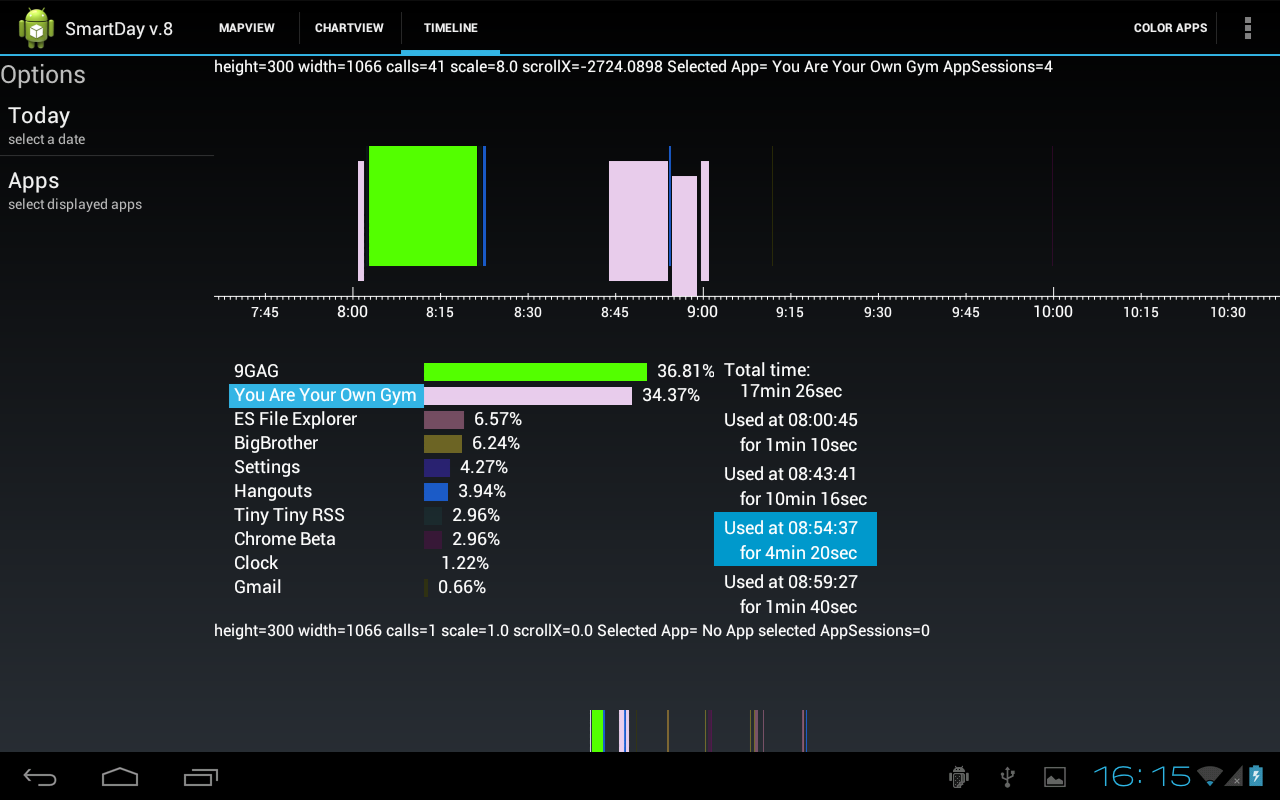 SmartDay v.8
MAPVIEW
CHARTVIEW
TIMELINE
COLOR APPS
Options
Today
select a date
Apps
select displayed apps
height=300 width=1066 calls=41 scale=8.0 scrollX=-2724.0898 Selected App= You Are Your Own Gym AppSessions=4
7:45 8:00 8:15 8:30 8:45 9:00 9:15 9:30 9:45 10:00 10:15 10:30
9GAG 36.81%
You Are Your Own Gym 34.37%
ES File Explorer 6.57%
BigBrother 6.24%
Settings 4.27%
Hangouts 3.94%
Tiny Tiny RSS 2.96%
Chrome Beta 2.96%
Clock 1.22%
Gmail 0.66%
Total time:
17min 26sec
Used at 08:00:45
for 1min 10sec
Used at 08:43:41
for 10min 16sec
Used at 08:54:37
for 4min 20sec
Used at 08:59:27
for 1min 40sec
height=300 width=1066 calls=1 scale=1.0 scrollX=0.0 Selected App= No App selected AppSessions=0
16:15